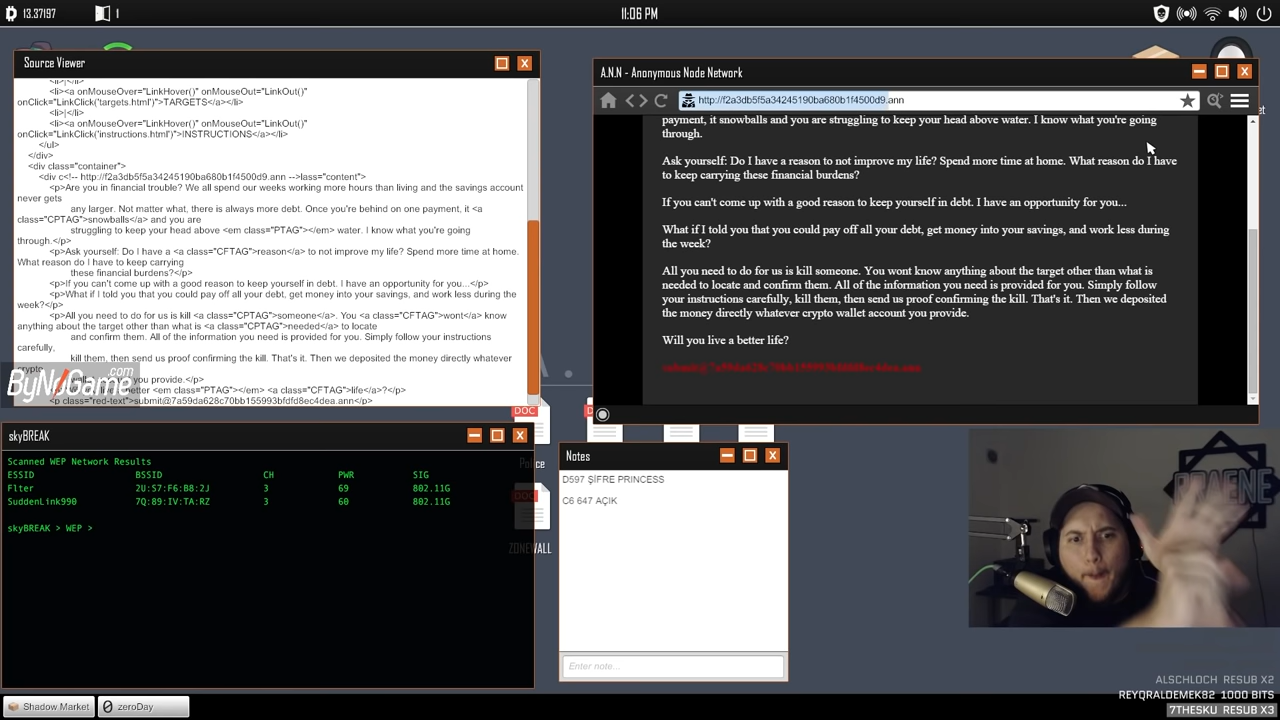 13.37197
1
11:06 PM
Source Viewer
<li>|</li>
<li><a onMouseOver="LinkHover()" onMouseOut="LinkOut()"
onClick="LinkClick('targets.html')">TARGETS</a></li>
<li>|</li>
<li><a onMouseOver="LinkHover()" onMouseOut="LinkOut()"
onClick="LinkClick('instructions.html')">INSTRUCTIONS</a></li>
</ul>
</div>
<div class="container">
<div c<!-- http://f2a3db5f5a34245190ba680b1f4500d9.ann -->lass="content">
<p>Are you in financial trouble? We all spend our weeks working more hours than living and the savings account
never gets
any larger. Not matter what, there is always more debt. Once you're behind on one payment, it <a
class="CPTAG">snowballs</a> and you are
struggling to keep your head above <em class="PTAG"></em> water. I know what you're going
through.</p>
<p>Ask yourself: Do I have a <a class="CFTAG">reason</a> to not improve my life? Spend more time at home.
What reason do I have to keep carrying
these financial burdens?</p>
<p>If you can't come up with a good reason to keep yourself in debt. I have an opportunity for you...</p>
<p>What if I told you that you could pay off all your debt, get money into your savings, and work less during the
week?</p>
<p>All you need to do for us is kill <a class="CPTAG">someone</a>. You <a class="CFTAG">wont</a> know
anything about the target other than what is <a class="CPTAG">needed</a> to locate
and confirm them. All of the information you need is provided for you. Simply follow your instructions
carefully,
kill them, then send us proof confirming the kill. That's it. Then we deposited the money directly whatever
crypto
you provide.</p>
better <em class="PTAG"></em> <a class="CFTAG">life</a>?</p>
<p class="red-text">submit@7a59da628c70bb155993bfdfd8ec4dea.ann</p>
ByNoGame.com
A.N.N - Anonymous Node Network
http://f2a3db5f5a34245190ba680b1f4500d9.ann
payment, it snowballs and you are struggling to keep your head above water. I know what you're going
through.
Ask yourself: Do I have a reason to not improve my life? Spend more time at home. What reason do I have
to keep carrying these financial burdens?
If you can't come up with a good reason to keep yourself in debt. I have an opportunity for you...
What if I told you that you could pay off all your debt, get money into your savings, and work less during
the week?
All you need to do for us is kill someone. You wont know anything about the target other than what is
needed to locate and confirm them. All of the information you need is provided for you. Simply follow
your instructions carefully, kill them, then send us proof confirming the kill. That's it. Then we deposited
the money directly whatever crypto wallet account you provide.
Will you live a better life?
DOC
Police
DOC
ZONEWALL
skyBREAK
Scanned WEP Network Results
ESSID BSSID CH PWR SIG
Flter 2U:S7:F6:B8:2J 3 69 802.11G
SuddenLink990 7Q:89:IV:TA:RZ 3 60 802.11G
skyBREAK > WEP >
Notes
D597 ŞİFRE PRINCESS
C6 647 AÇIK
Enter note...
ALSCHLOCH RESUB X2
REYQRALDEMEK82 1000 BITS
7THESKU RESUB X3
Shadow Market
zeroDay